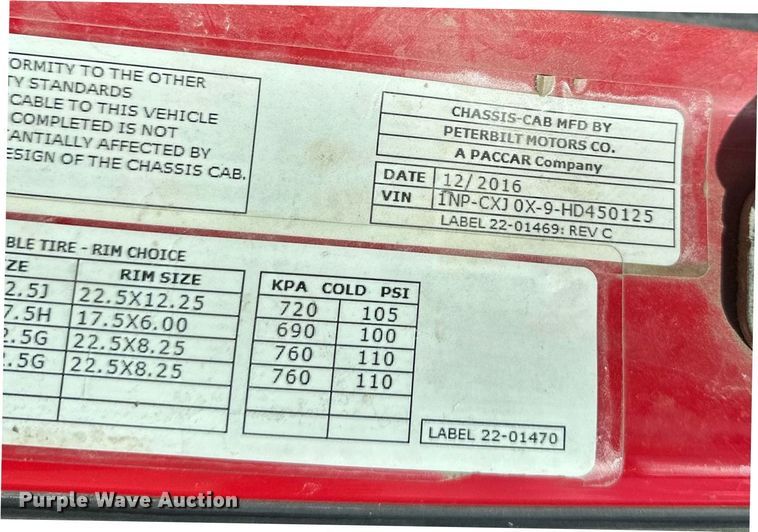 ORMITY TO THE OTHER
TY STANDARDS
CABLE TO THIS VEHICLE
COMPLETED IS NOT
ANTIALLY AFFECTED BY
ESIGN OF THE CHASSIS CAB.
CHASSIS-CAB MFD BY
PETERBILT MOTORS CO.
A PACCAR Company
DATE 12/2016
VIN 1NP-CXJ0X-9-HD450125
LABEL 22-01469: REV C
BLE TIRE - RIM CHOICE
ZE RIM SIZE
2.5J 22.5X12.25
7.5H 17.5X6.00
2.5G 22.5X8.25
2.5G 22.5X8.25
KPA COLD PSI
720 105
690 100
760 110
760 110
LABEL 22-01470
Purple Wave Auction